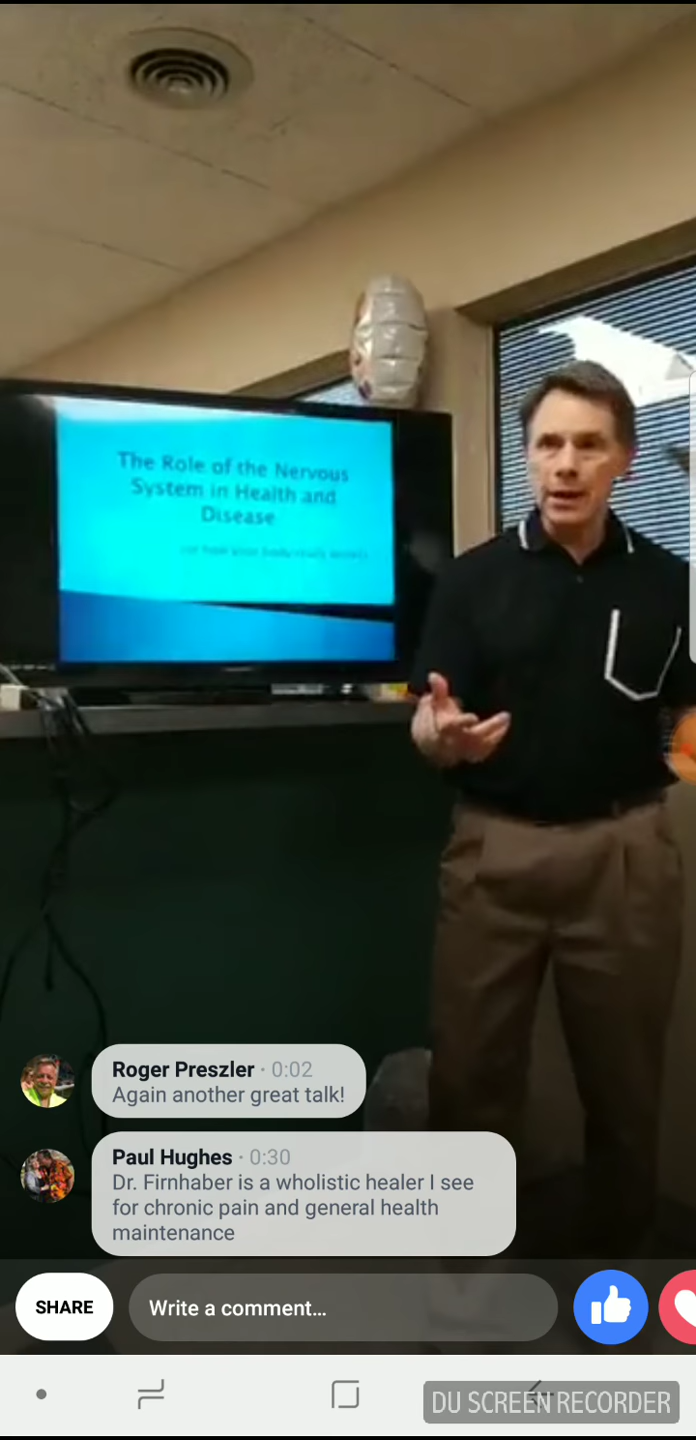 The Role of the Nervous
System in Health and
Disease
Roger Preszler · 0:02
Again another great talk!
Paul Hughes · 0:30
Dr. Firnhaber is a wholistic healer I see
for chronic pain and general health
maintenance
SHARE
Write a comment...
DU SCREEN RECORDER